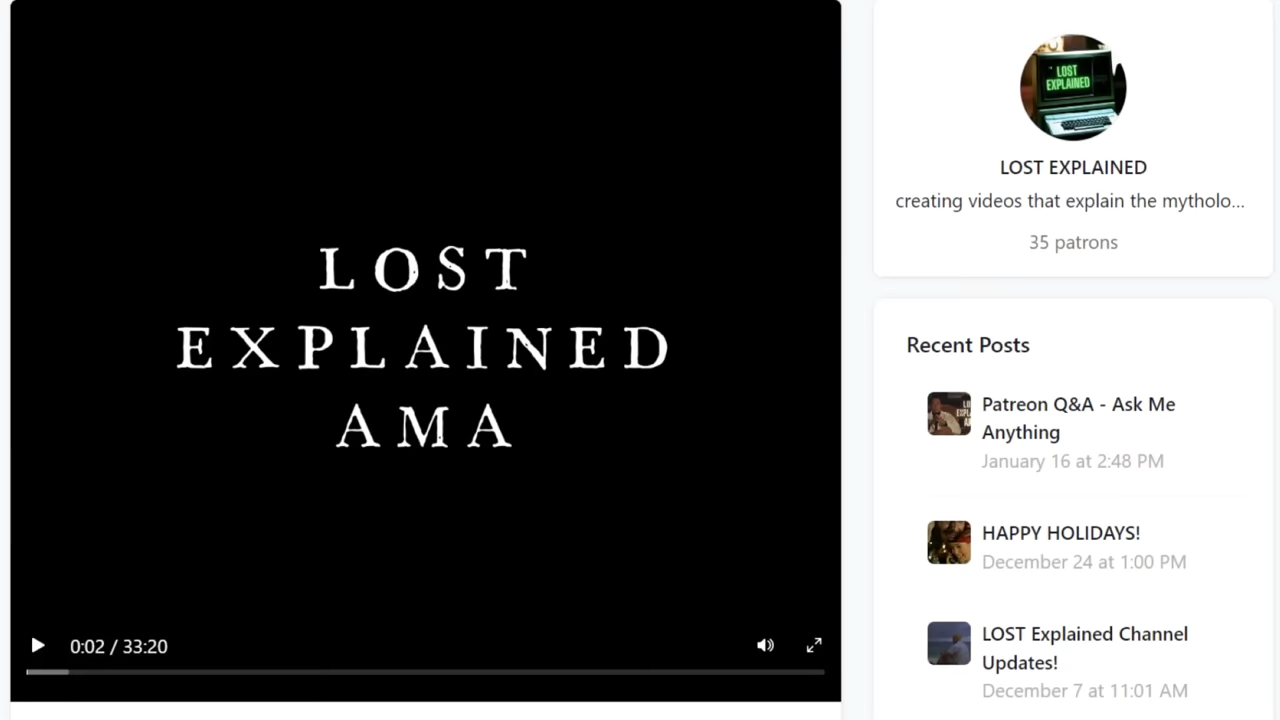 LOST
EXPLAINED
AMA
0:02 / 33:20
LOST
EXPLAINED
LOST EXPLAINED
creating videos that explain the mytholo...
35 patrons
Recent Posts
Patreon Q&A - Ask Me
Anything
January 16 at 2:48 PM
HAPPY HOLIDAYS!
December 24 at 1:00 PM
LOST Explained Channel
Updates!
December 7 at 11:01 AM